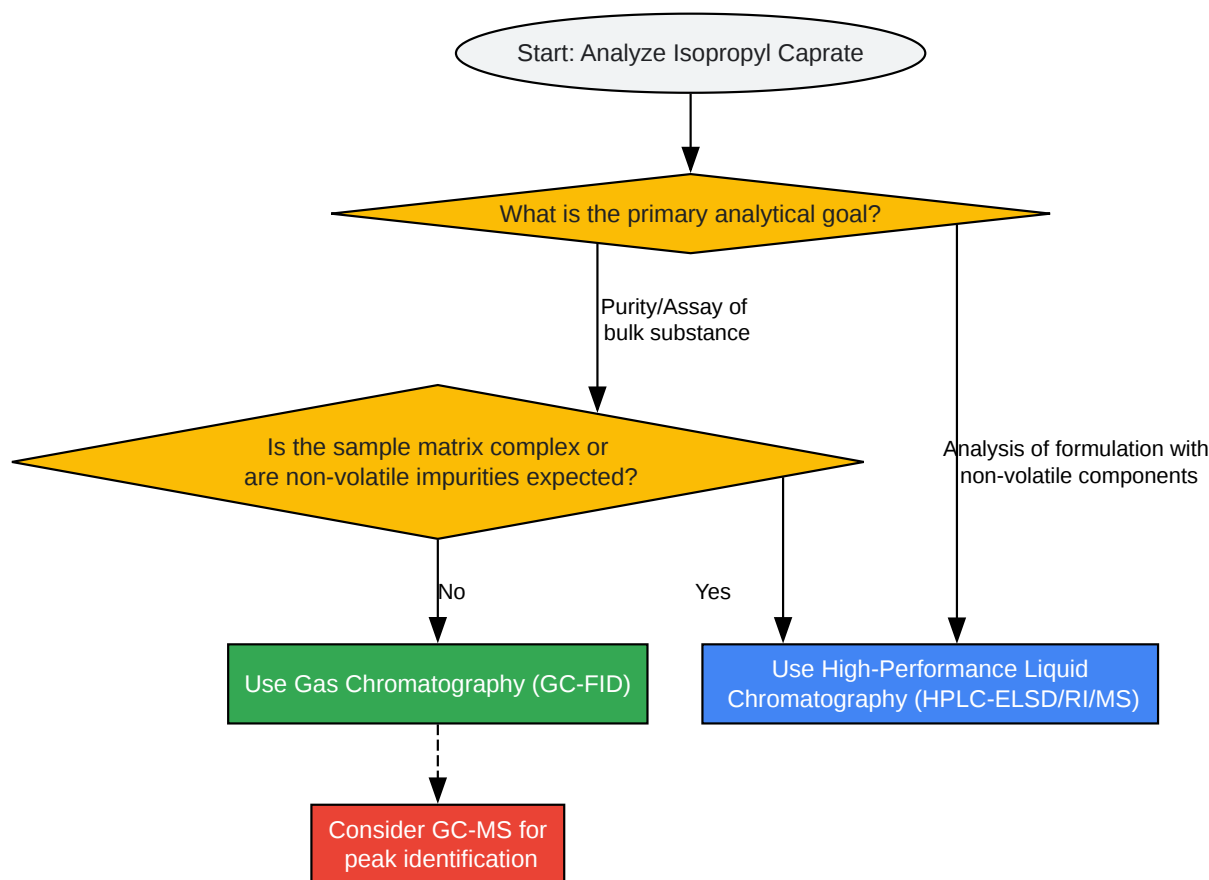 Start: Analyze Isopropyl Caprate
What is the primary analytical goal?
Purity/Assay of
bulk substance
Is the sample matrix complex or
are non-volatile impurities expected?
Analysis of formulation with
non-volatile components
No
Yes
Use Gas Chromatography (GC-FID)
Use High-Performance Liquid
Chromatography (HPLC-ELSD/RI/MS)
Consider GC-MS for
peak identification